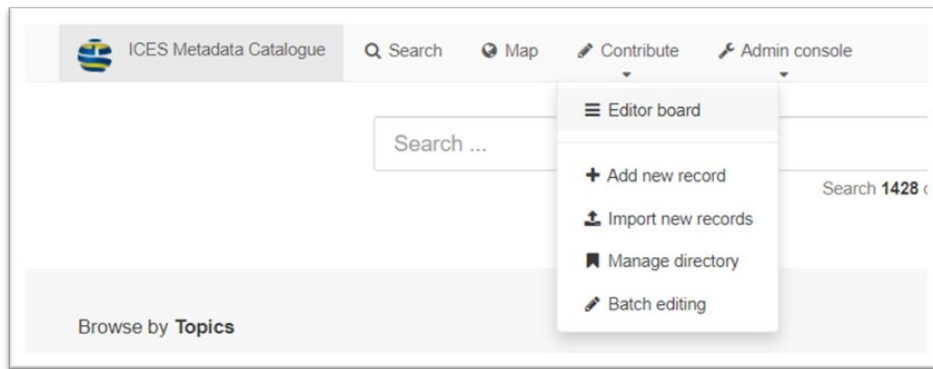 ICES Metadata Catalogue Search Map Contribute Admin console
Editor board
Search ...
Add new record
Search 1428
Import new records
Manage directory
Batch editing
Browse by Topics